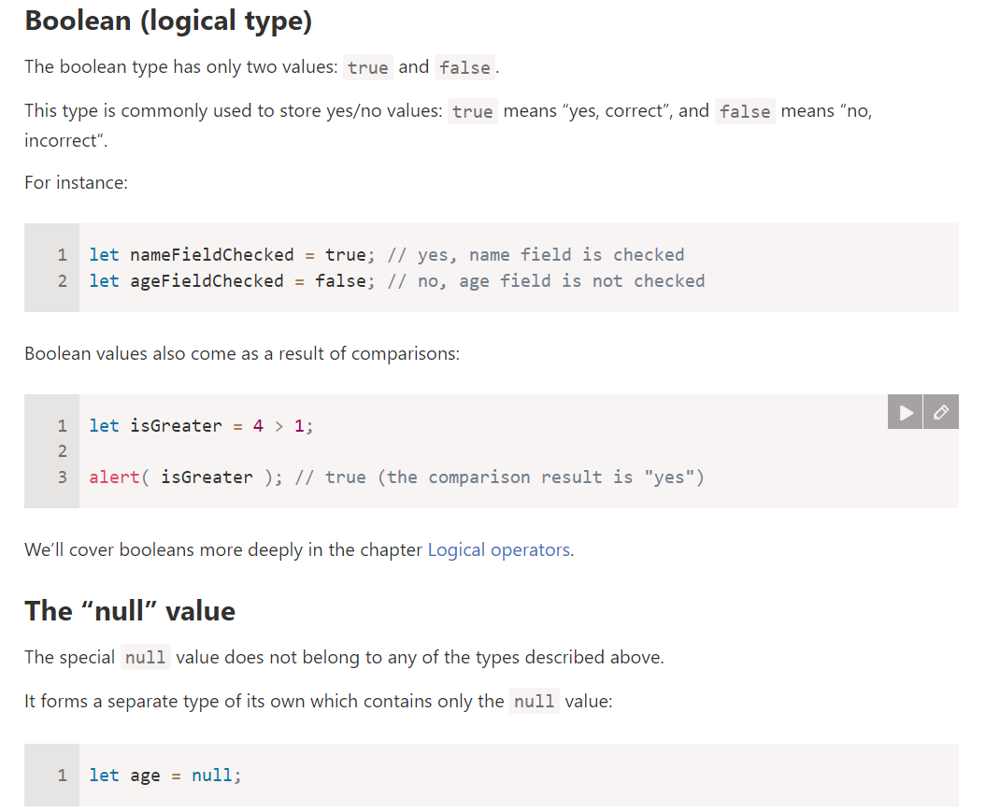 Boolean (logical type)
The boolean type has only two values: true and false.
This type is commonly used to store yes/no values: true means “yes, correct”, and false means “no,
incorrect”.
For instance:
1 let nameFieldChecked = true; // yes, name field is checked
2 let ageFieldChecked = false; // no, age field is not checked
Boolean values also come as a result of comparisons:
1 let isGreater = 4 > 1;
2
3 alert( isGreater ); // true (the comparison result is "yes")
We’ll cover booleans more deeply in the chapter Logical operators.
The “null” value
The special null value does not belong to any of the types described above.
It forms a separate type of its own which contains only the null value:
1 let age = null;